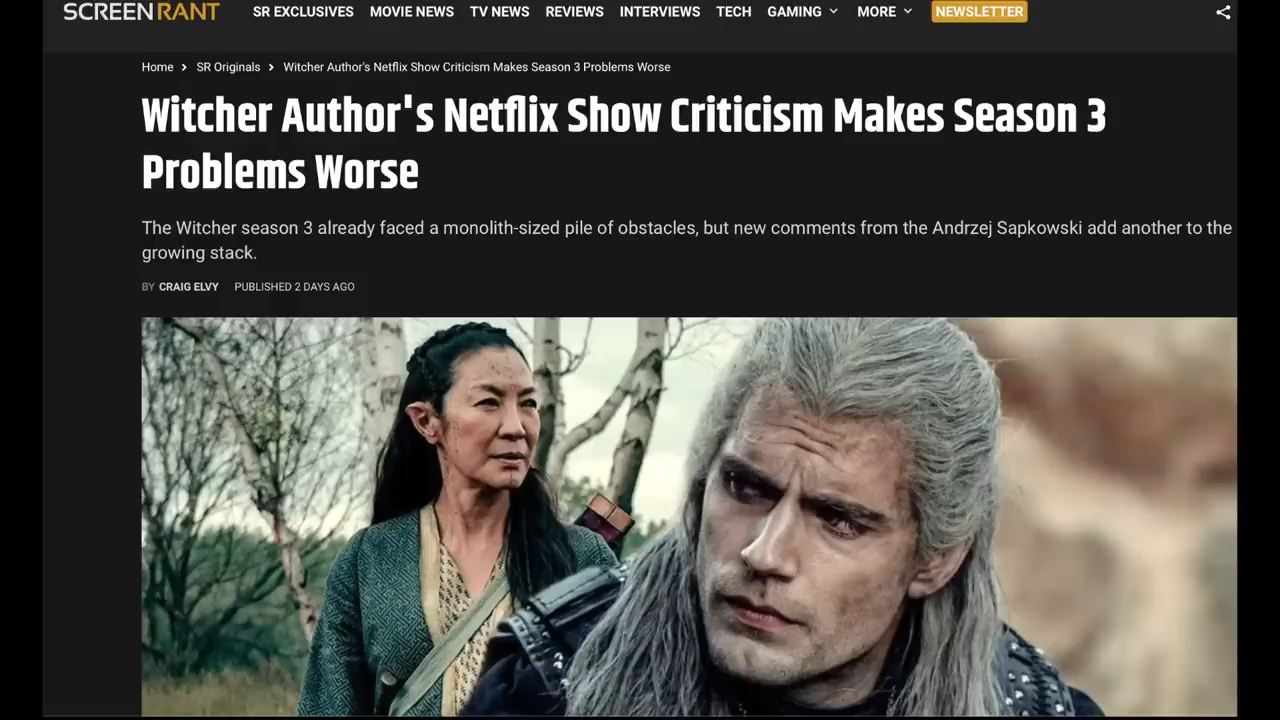 SCREENRANT SR EXCLUSIVES MOVIE NEWS TV NEWS REVIEWS INTERVIEWS TECH GAMING MORE NEWSLETTER
Home > SR Originals > Witcher Author's Netflix Show Criticism Makes Season 3 Problems Worse
Witcher Author's Netflix Show Criticism Makes Season 3
Problems Worse
The Witcher season 3 already faced a monolith-sized pile of obstacles, but new comments from the Andrzej Sapkowski add another to the
growing stack.
BY CRAIG ELVY PUBLISHED 2 DAYS AGO